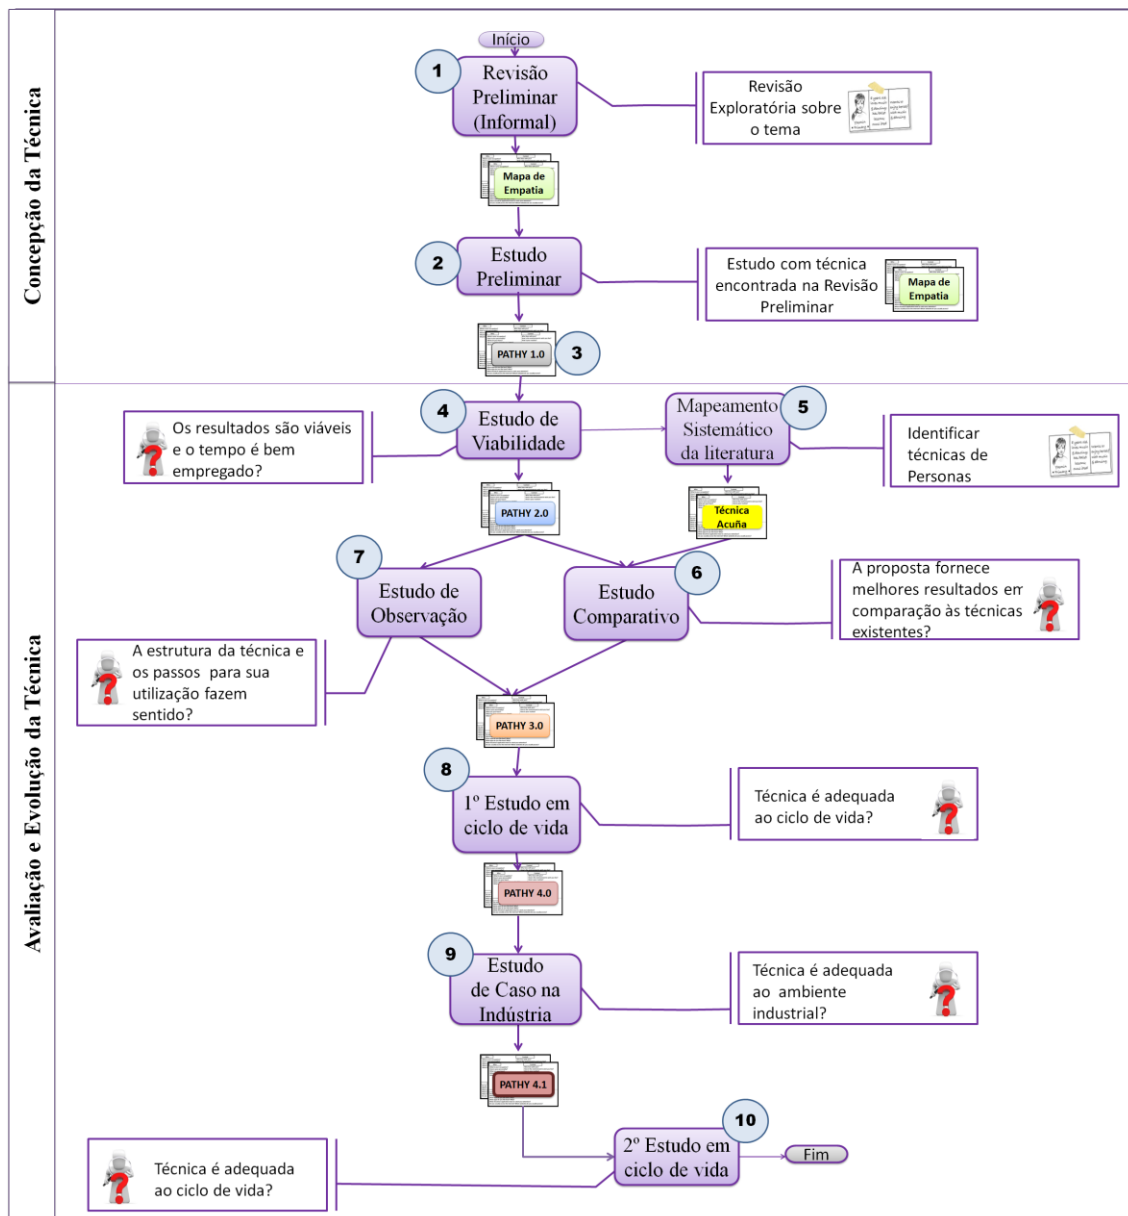 Concepção da Técnica
Início
1
Revisão
Preliminar
(Informal)
Revisão
Exploratória sobre
o tema
Mapa de
Empatia
2
Estudo
Preliminar
Estudo com técnica
encontrada na Revisão
Preliminar
Mapa de
Empatia
PATHY 1.0
3
Avaliação e Evolução da Técnica
4
Estudo de
Viabilidade
Os resultados são viáveis
e o tempo é bem
empregado?
5
Mapeamento
Sistemático
da literatura
Identificar
técnicas de
Personas
PATHY 2.0
Técnica
Acuña
7
Estudo de
Observação
6
Estudo
Comparativo
A proposta fornece
melhores resultados em
comparação às técnicas
existentes?
A estrutura da técnica e
os passos para sua
utilização fazem
sentido?
PATHY 3.0
8
1º Estudo em
ciclo de vida
Técnica é adequada
ao ciclo de vida?
PATHY 4.0
9
Estudo
de Caso na
Indústria
Técnica é adequada
ao ambiente
industrial?
PATHY 4.1
10
2º Estudo em
ciclo de vida
Fim
Técnica é adequada
ao ciclo de vida?